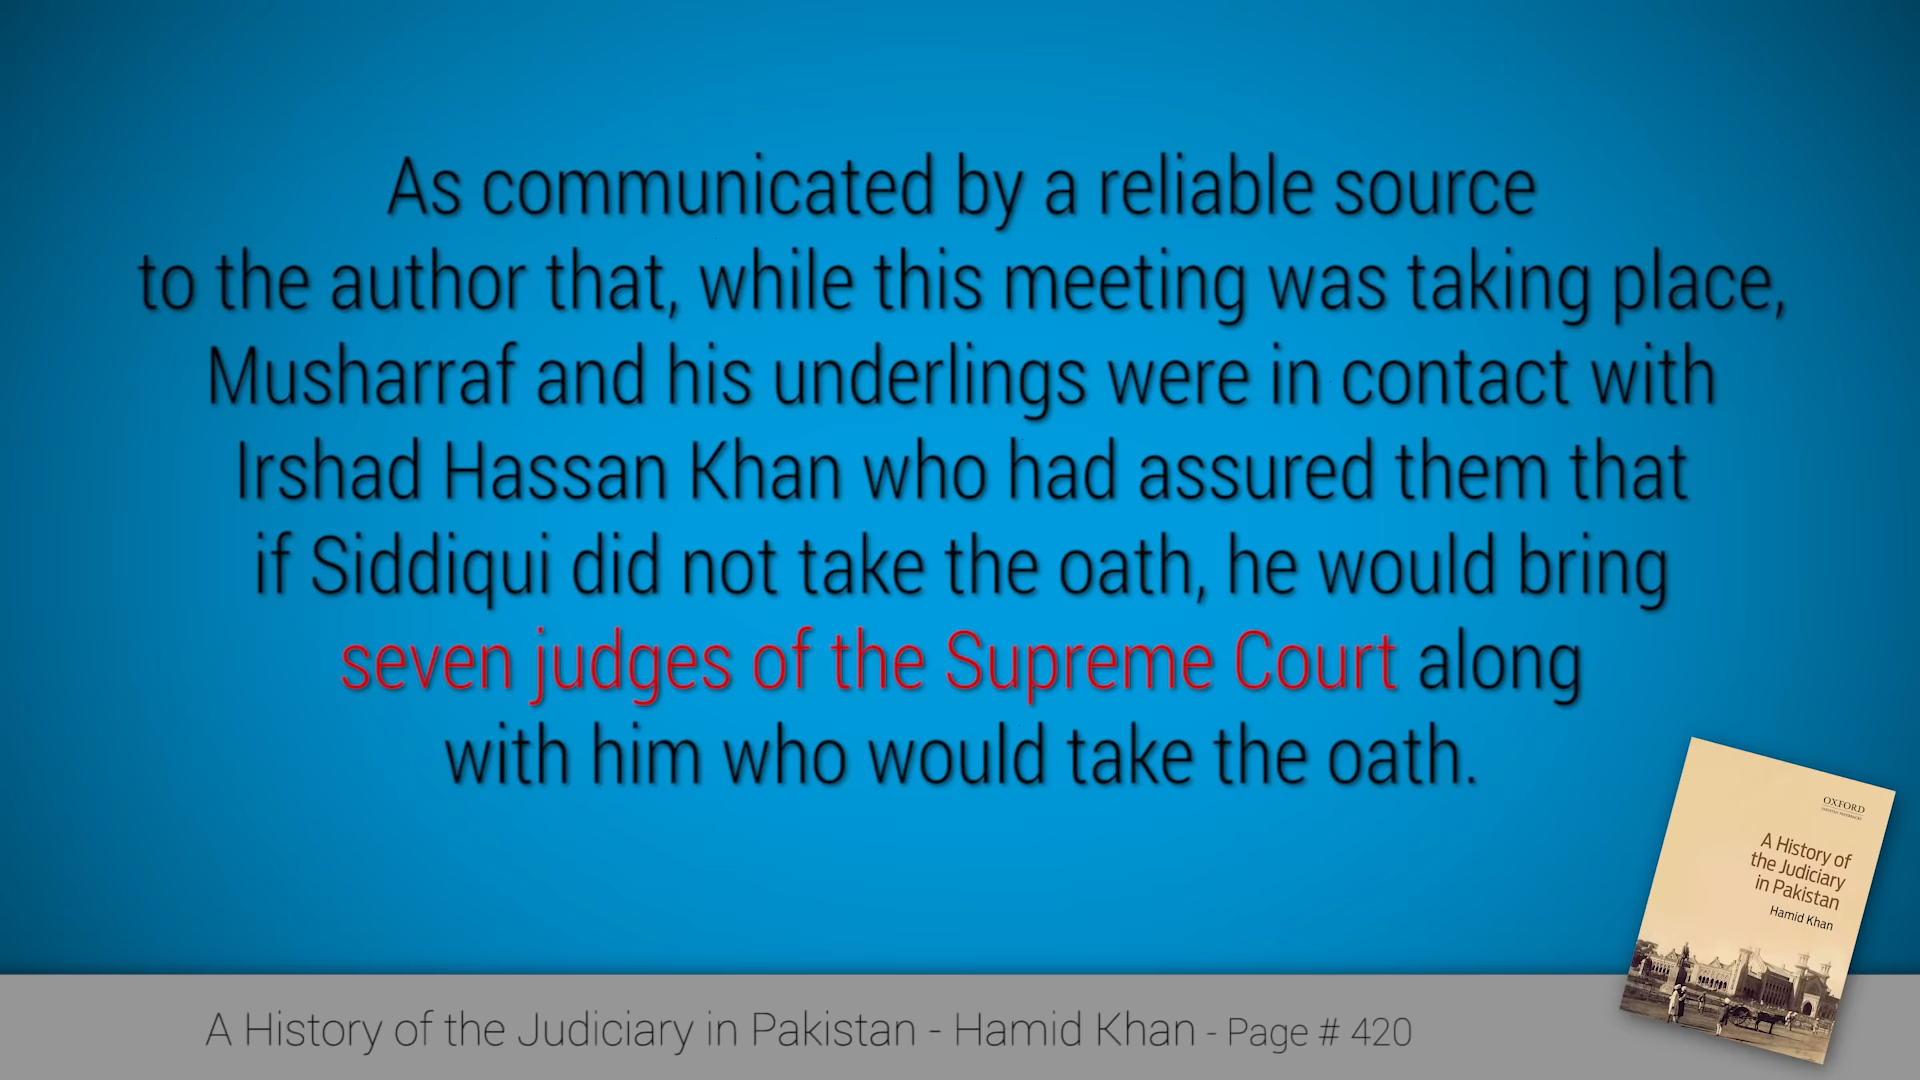 As communicated by a reliable source
to the author that, while this meeting was taking place,
Musharraf and his underlings were in contact with
Irshad Hassan Khan who had assured them that
if Siddiqui did not take the oath, he would bring
seven judges of the Supreme Court along
with him who would take the oath.
OXFORD
A History of
the Judiciary
in Pakistan
Hamid Khan
A History of the Judiciary in Pakistan - Hamid Khan - Page # 420